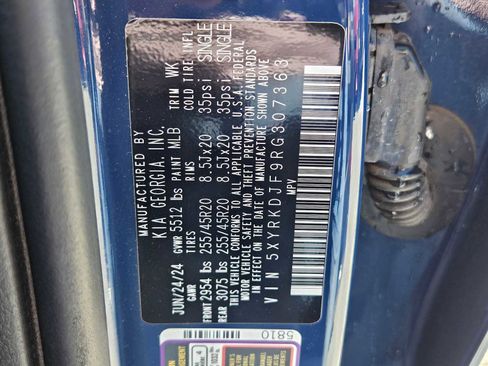 MANUFACTURED BY
KIA GEORGIA, INC.
JUN/24/24 GVWR 5512 lbs PAINT MLB TRIM WK
GAWR TIRES COLD TIRE INFL
FRONT 2954 lbs 255/45R20 8.5Jx20 35psi SINGLE
REAR 3075 lbs 255/45R20 8.5Jx20 35psi SINGLE
THIS VEHICLE CONFORMS TO ALL APPLICABLE U.S.A. FEDERAL
MOTOR VEHICLE SAFETY AND THEFT PREVENTION STANDARDS
IN EFFECT ON THE DATE OF MANUFACTURE SHOWN ABOVE
VIN 5XYRKDJF9RG307363
MPV
5810